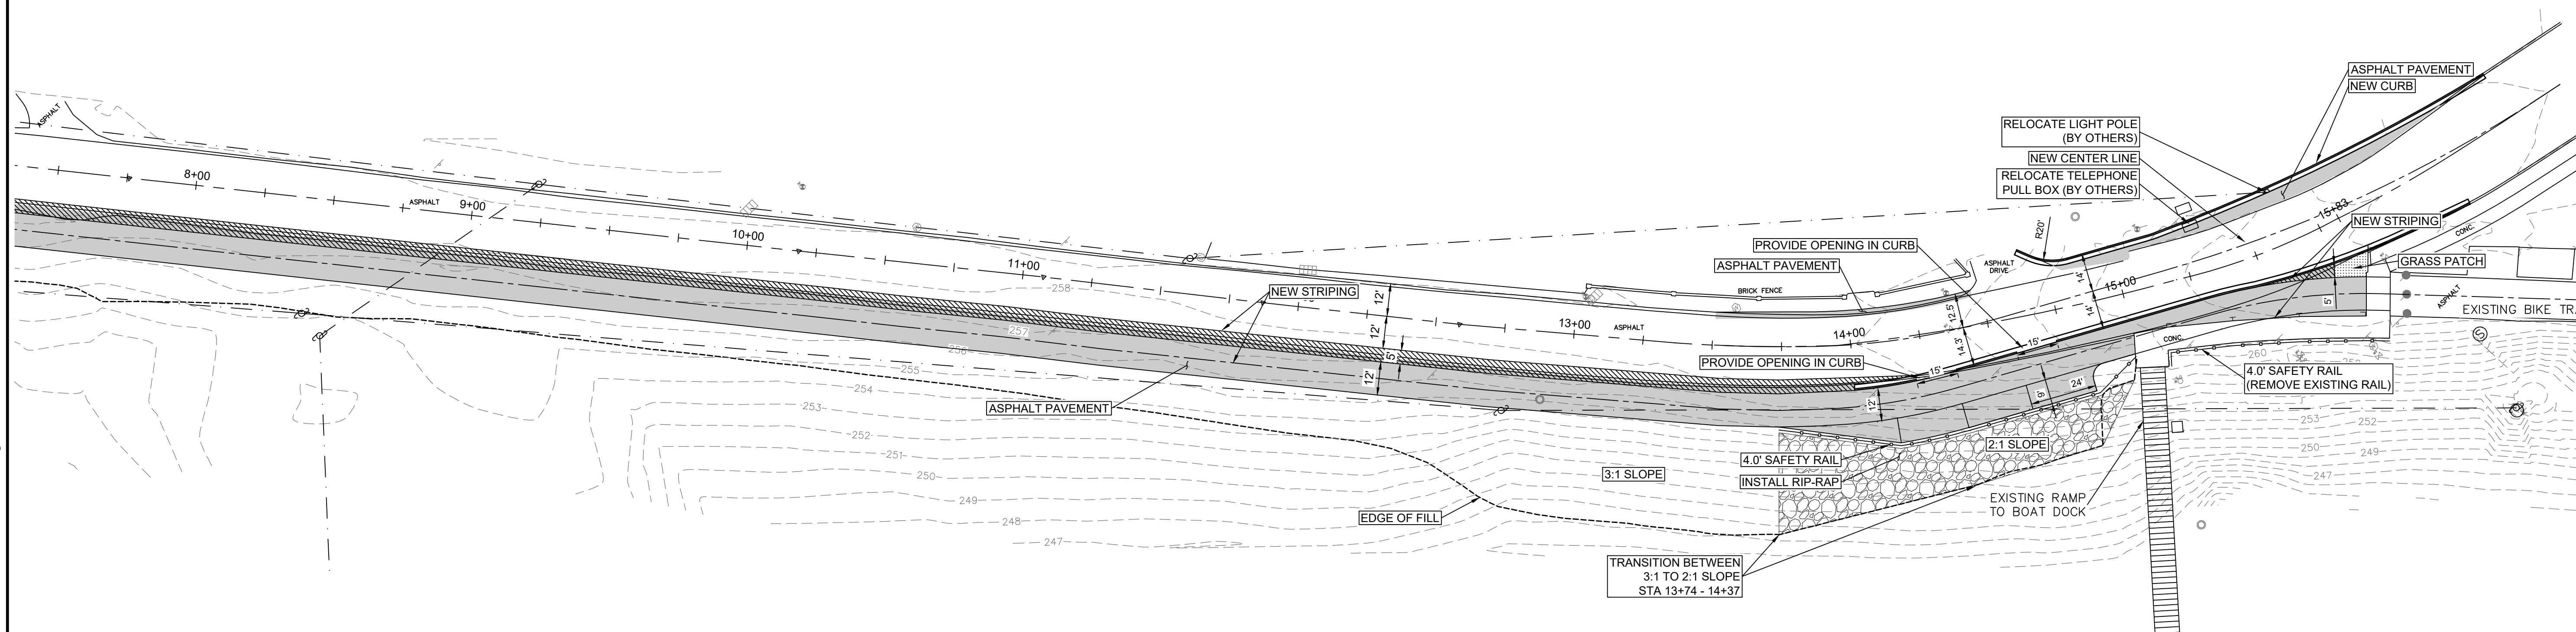 ASPHALT
8+00
ASPHALT
9+00
10+00
11+00
258
257
256
255
254
253
252
251
250
249
248
247
NEW STRIPING
ASPHALT PAVEMENT
12'
12'
5'
12'
EDGE OF FILL
3:1 SLOPE
13+00
ASPHALT
BRICK FENCE
14+00
PROVIDE OPENING IN CURB
ASPHALT PAVEMENT
PROVIDE OPENING IN CURB
12.5'
14.3'
15'
15'
12'
9'
24'
4.0' SAFETY RAIL
INSTALL RIP-RAP
2:1 SLOPE
TRANSITION BETWEEN
3:1 TO 2:1 SLOPE
STA 13+74 - 14+37
EXISTING RAMP
TO BOAT DOCK
RELOCATE LIGHT POLE
(BY OTHERS)
NEW CENTER LINE
RELOCATE TELEPHONE
PULL BOX (BY OTHERS)
R20'
ASPHALT
DRIVE
14'
14'
15+00
15+83
ASPHALT PAVEMENT
NEW CURB
NEW STRIPING
CONC.
GRASS PATCH
5'
ASPHALT
EXISTING BIKE TR
S
CONC.
4.0' SAFETY RAIL
(REMOVE EXISTING RAIL)
260
253
252
250
249
247